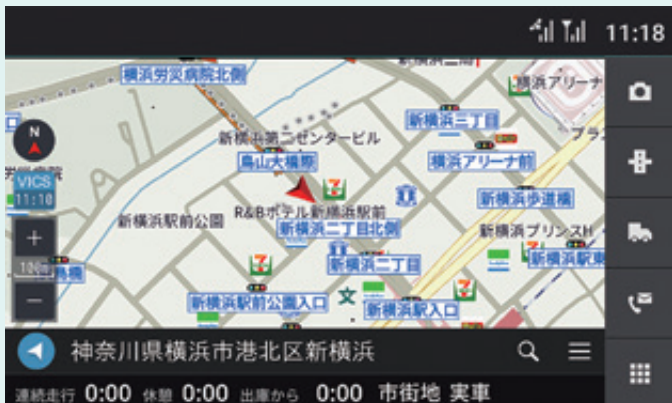 11:18
横浜労災病院北側
横浜アリーナ
新横浜三丁目
新横浜第二センタービル
鳥山大橋際
横浜アリーナ前
N
VICS
11:10
新横浜歩道橋
R&Bホテル新横浜駅前
新横浜駅前公園
新横浜二丁目北側
新横浜プリンスH
新横浜二丁目
新横浜駅東
100m
新横浜駅前公園入口
新横浜駅入口
神奈川県横浜市港北区新横浜
連続走行 0:00 休憩 0:00 出庫から 0:00 市街地 実車